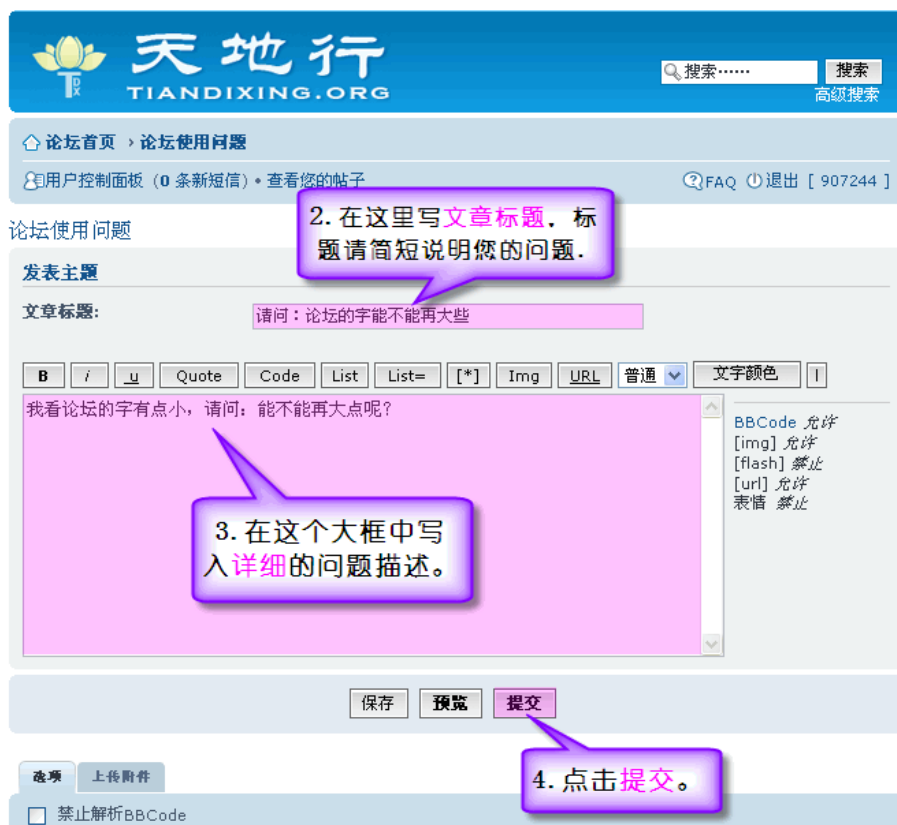 天地行
TIANDIXING.ORG
搜索……
搜索
高级搜索
论坛首页 › 论坛使用问题
用户控制面板 (0 条新短信) • 查看您的帖子
FAQ 退出 [ 907244 ]
2. 在这里写文章标题，标
题请简短说明您的问题.
论坛使用问题
发表主题
文章标题:
请问：论坛的字能不能再大些
B i u Quote Code List List= [*] Img URL 普通 文字颜色
我看论坛的字有点小，请问：能不能再大点呢？
BBCode 允许
[img] 允许
[flash] 禁止
[url] 允许
表情 禁止
3. 在这个大框中写
入详细的问题描述。
保存 预览 提交
4. 点击提交。
选项 上传附件
禁止解析BBCode